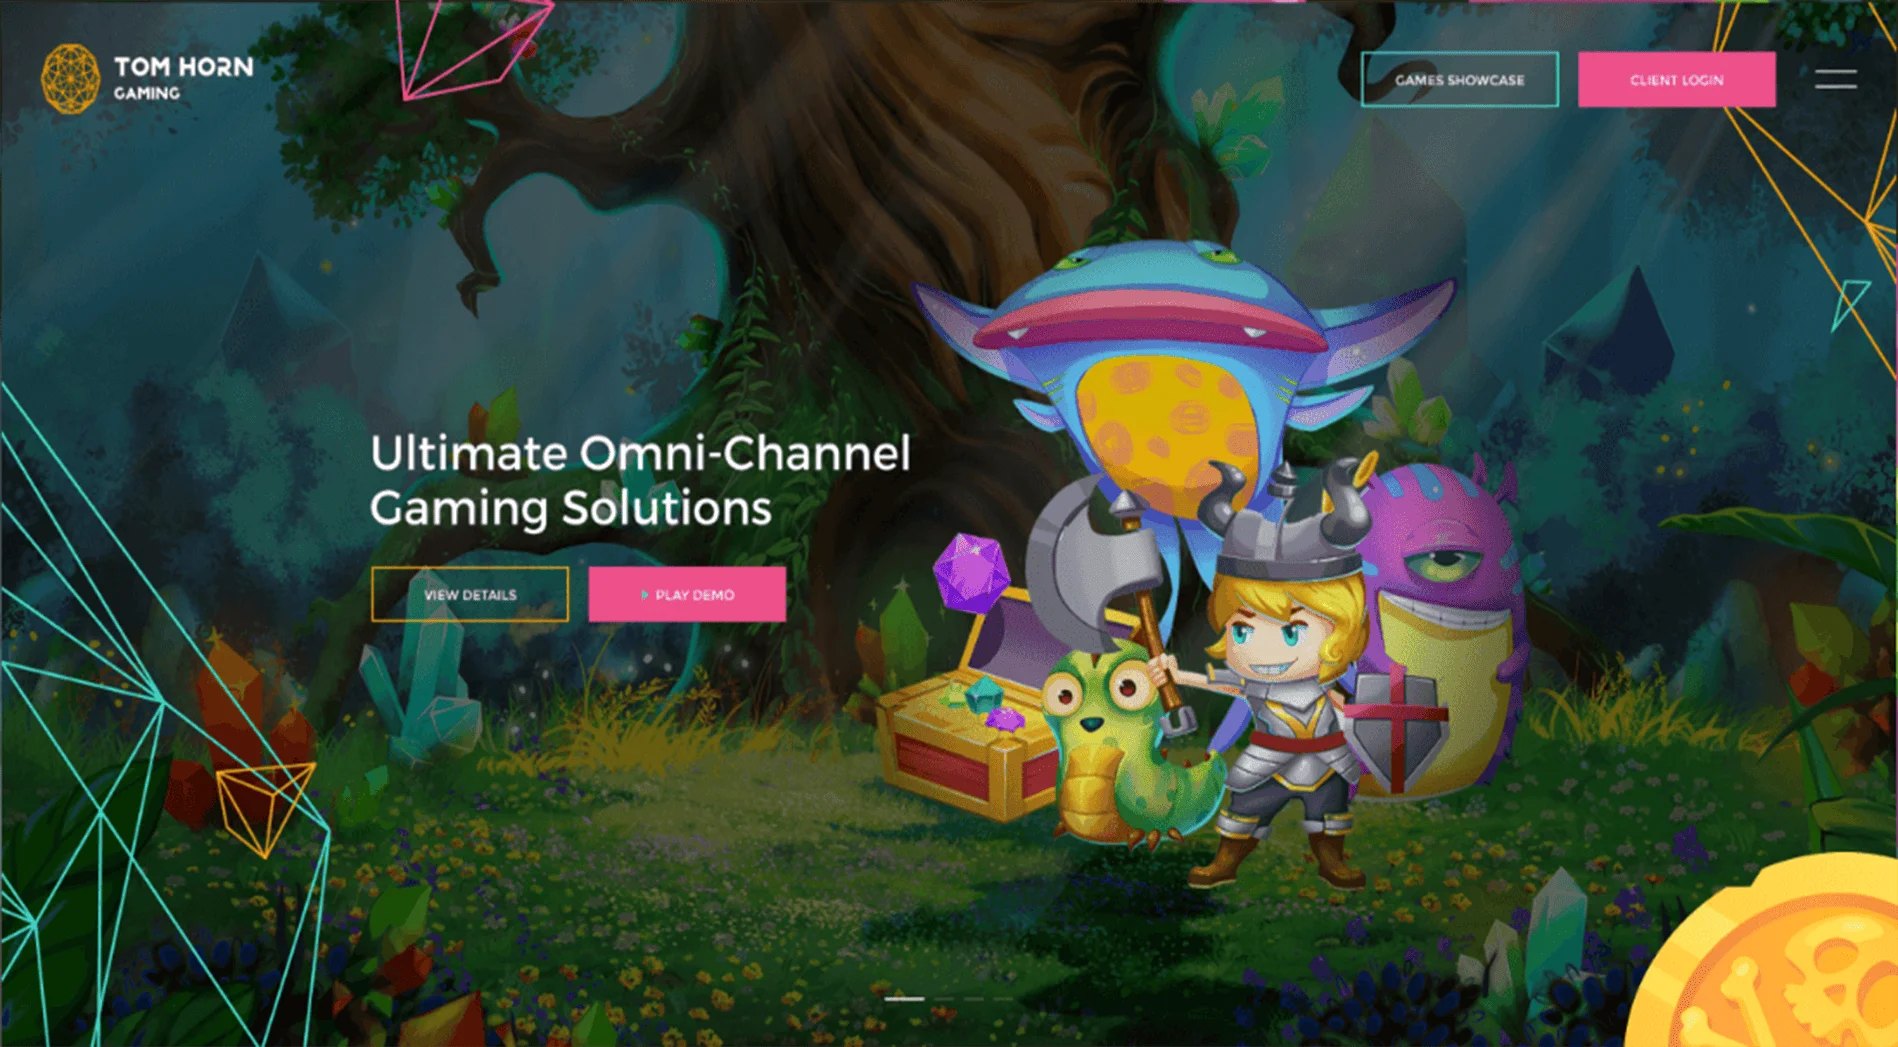 TOM HORN
GAMING
GAMES SHOWCASE
CLIENT LOGIN
Ultimate Omni-Channel
Gaming Solutions
VIEW DETAILS
PLAY DEMO